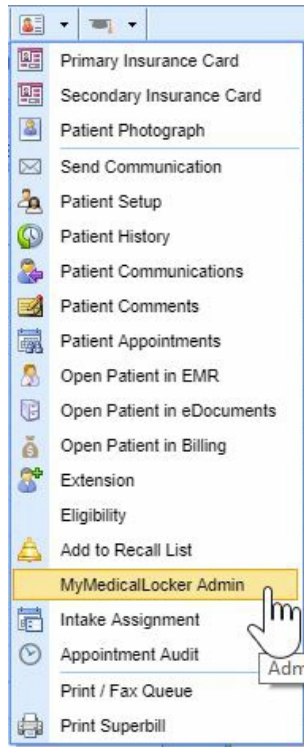 Primary Insurance Card
Secondary Insurance Card
Patient Photograph
Send Communication
Patient Setup
Patient History
Patient Communications
Patient Comments
Patient Appointments
Open Patient in EMR
Open Patient in eDocuments
Open Patient in Billing
Extension
Eligibility
Add to Recall List
MyMedicalLocker Admin
Intake Assignment
Appointment Audit
Adm
Print / Fax Queue
Print Superbill